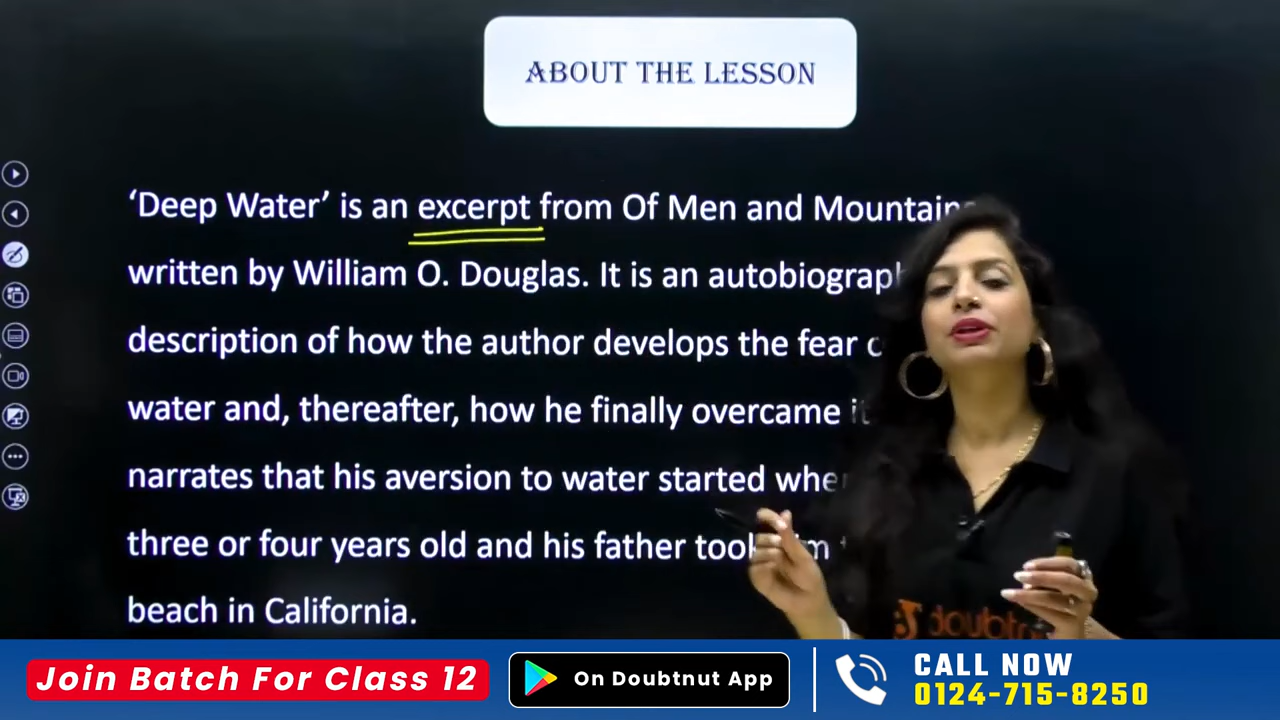 ABOUT THE LESSON
‘Deep Water’ is an excerpt from Of Men and Mountains
written by William O. Douglas. It is an
description of how the author develops the fear
water and, thereafter, how he finally overcame
narrates that his aversion to water started
three or four years old and his father took
beach in California.
Join Batch For Class 12
On Doubtnut App
CALL NOW
0124-715-8250